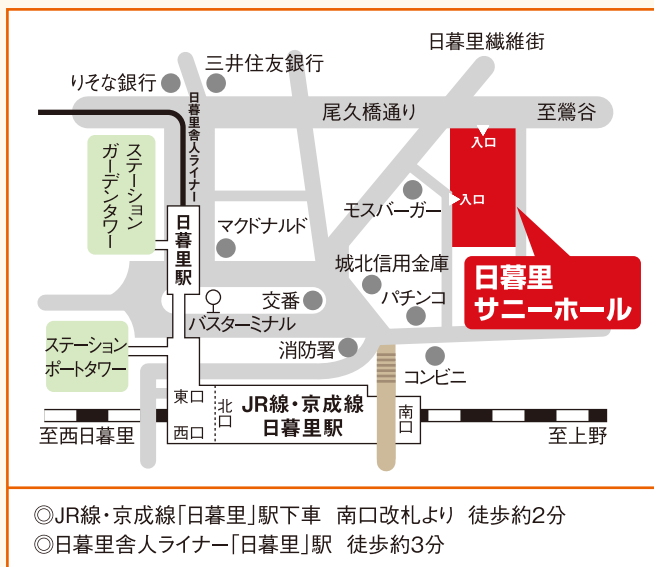 日暮里繊維街
三井住友銀行
りそな銀行
日暮里舎人ライナー
尾久橋通り
至鶯谷
入口
ステーション
ガーデンタワー
日暮里駅
マクドナルド
モスバーガー
入口
城北信用金庫
日暮里
サニーホール
交番
パチンコ
バスターミナル
ステーション
ポートタワー
消防署
コンビニ
東口
西口
北口
JR線・京成線
日暮里駅
南口
至西日暮里
至上野
◎JR線・京成線「日暮里」駅下車 南口改札より 徒歩約2分
◎日暮里舎人ライナー「日暮里」駅 徒歩約3分